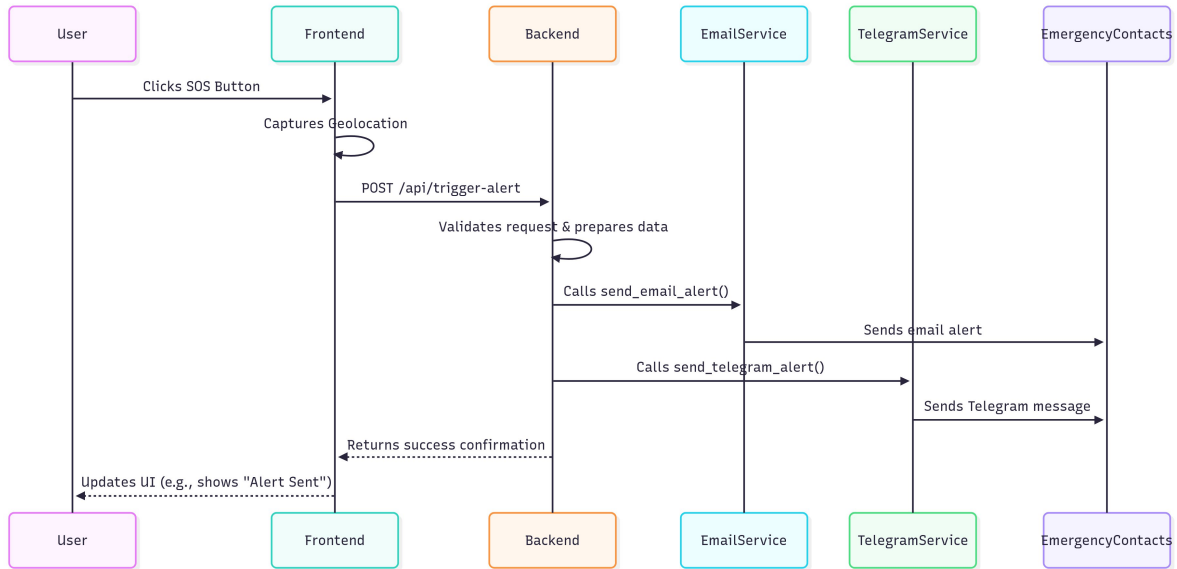 User
Frontend
Backend
EmailService
TelegramService
EmergencyContacts
Clicks SOS Button
Captures Geolocation
POST /api/trigger-alert
Validates request & prepares data
Calls send_email_alert()
Sends email alert
Calls send_telegram_alert()
Sends Telegram message
Returns success confirmation
Updates UI (e.g., shows "Alert Sent")
User
Frontend
Backend
EmailService
TelegramService
EmergencyContacts